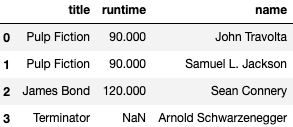 title runtime name
0 Pulp Fiction 90.000 John Travolta
1 Pulp Fiction 90.000 Samuel L. Jackson
2 James Bond 120.000 Sean Connery
3 Terminator NaN Arnold Schwarzenegger